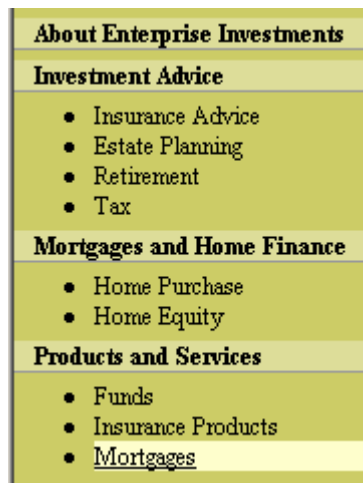 About Enterprise Investments
Investment Advice
Insurance Advice
Estate Planning
Retirement
Tax
Mortgages and Home Finance
Home Purchase
Home Equity
Products and Services
Funds
Insurance Products
Mortgages